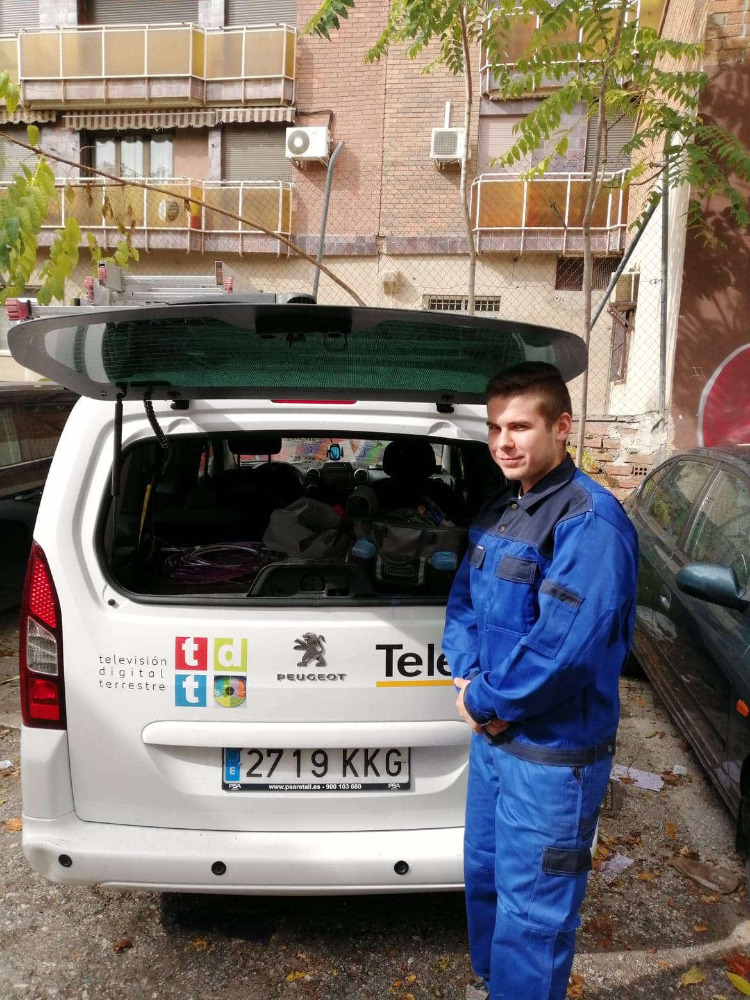 televisión
digital
terrestre
t d
t
PEUGEOT
Tele
E
2719 KKG
PSA www.psaretail.es - 900 103 660 PSA